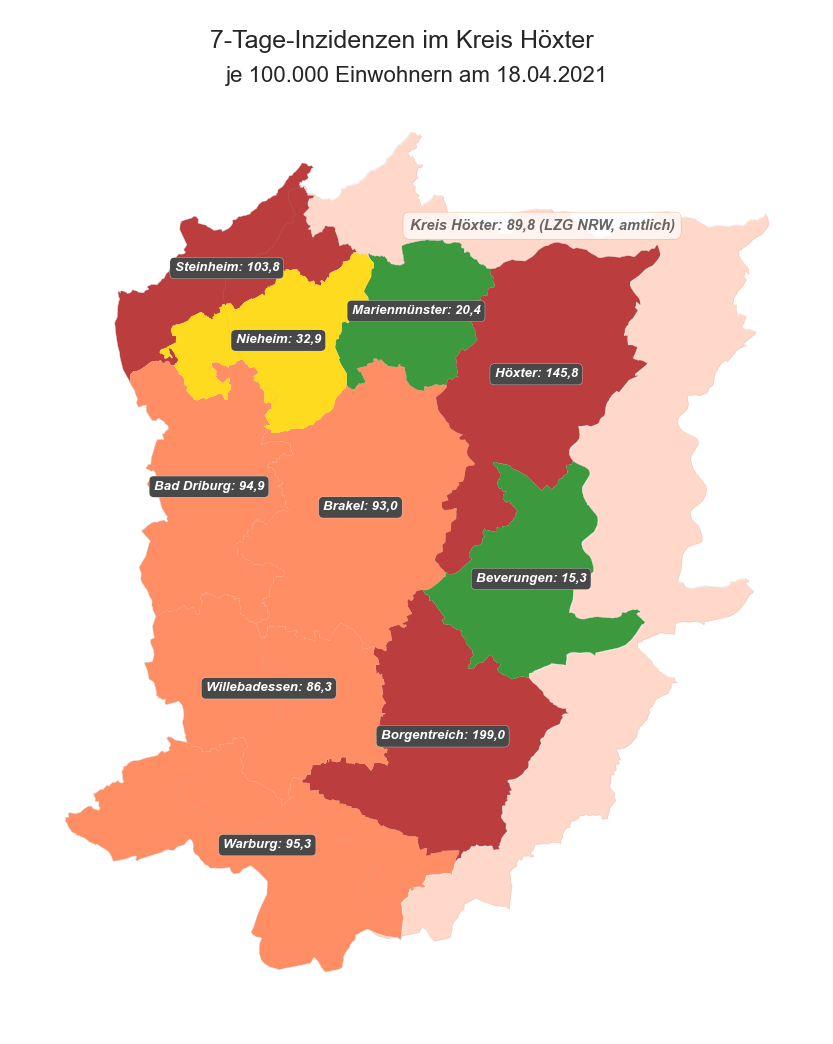 7-Tage-Inzidenzen im Kreis Höxter
je 100.000 Einwohnern am 18.04.2021
Kreis Höxter: 89,8 (LZG NRW, amtlich)
Steinheim: 103,8
Marienmünster: 20,4
Nieheim: 32,9
Höxter: 145,8
Bad Driburg: 94,9
Brakel: 93,0
Beverungen: 15,3
Willebadessen: 86,3
Borgentreich: 199,0
Warburg: 95,3